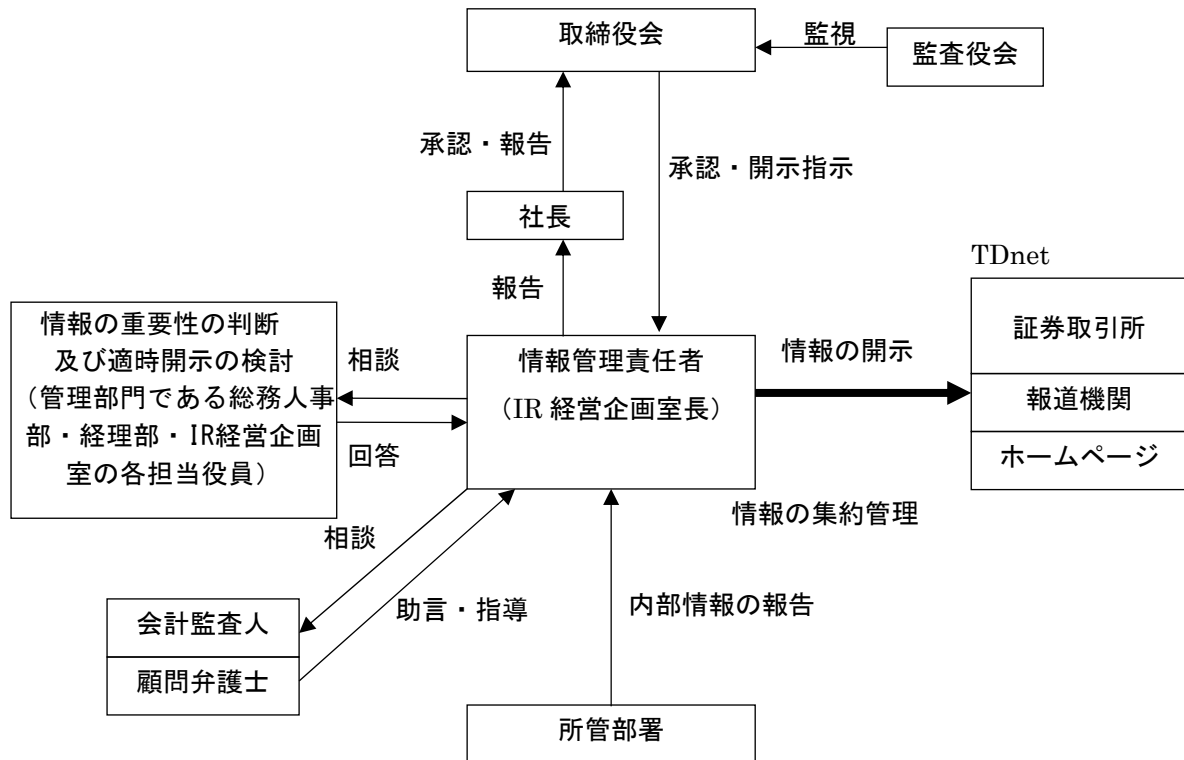 取締役会
監視
監査役会
承認・報告
承認・開示指示
社長
報告
TDnet
証券取引所
報道機関
ホームページ
情報の重要性の判断
及び適時開示の検討
（管理部門である総務人事
部・経理部・IR経営企画
室の各担当役員）
相談
回答
情報管理責任者
（IR 経営企画室長）
情報の開示
情報の集約管理
相談
助言・指導
内部情報の報告
会計監査人
顧問弁護士
所管部署